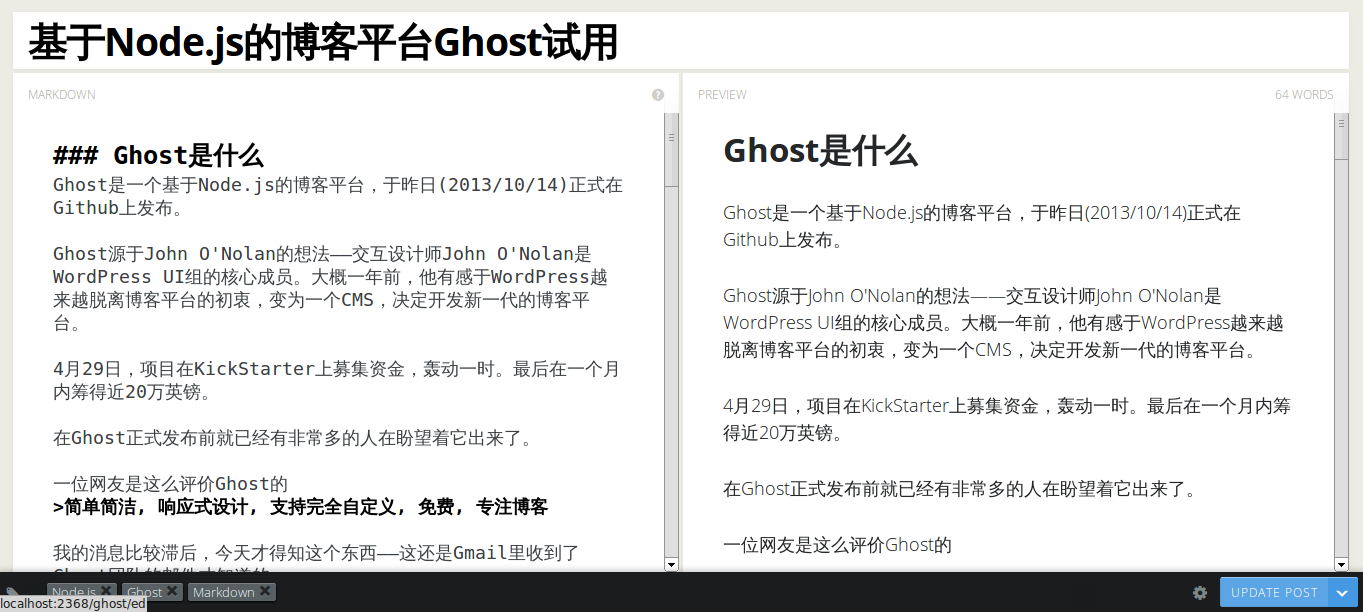 基于Node.js的博客平台Ghost试用
MARKDOWN
### Ghost是什么
Ghost是一个基于Node.js的博客平台，于昨日(2013/10/14)正式在
Github上发布。
Ghost源于John O'Nolan的想法——交互设计师John O'Nolan是
WordPress UI组的核心成员。大概一年前，他有感于WordPress越
来越脱离博客平台的初衷，变为一个CMS，决定开发新一代的博客平
台。
4月29日，项目在KickStarter上募集资金，轰动一时。最后在一个月
内筹得近20万英镑。
在Ghost正式发布前就已经有非常多的人在盼望着它出来了。
一位网友是这么评价Ghost的
>简单简洁, 响应式设计, 支持完全自定义, 免费, 专注博客
我的消息比较滞后，今天才得知这个东西——这还是Gmail里收到了
PREVIEW
64 WORDS
Ghost是什么
Ghost是一个基于Node.js的博客平台，于昨日(2013/10/14)正式在
Github上发布。
Ghost源于John O'Nolan的想法——交互设计师John O'Nolan是
WordPress UI组的核心成员。大概一年前，他有感于WordPress越来越
脱离博客平台的初衷，变为一个CMS，决定开发新一代的博客平台。
4月29日，项目在KickStarter上募集资金，轰动一时。最后在一个月内筹
得近20万英镑。
在Ghost正式发布前就已经有非常多的人在盼望着它出来了。
一位网友是这么评价Ghost的
Node.js Ghost Markdown
UPDATE POST
localhost:2368/ghost/ed